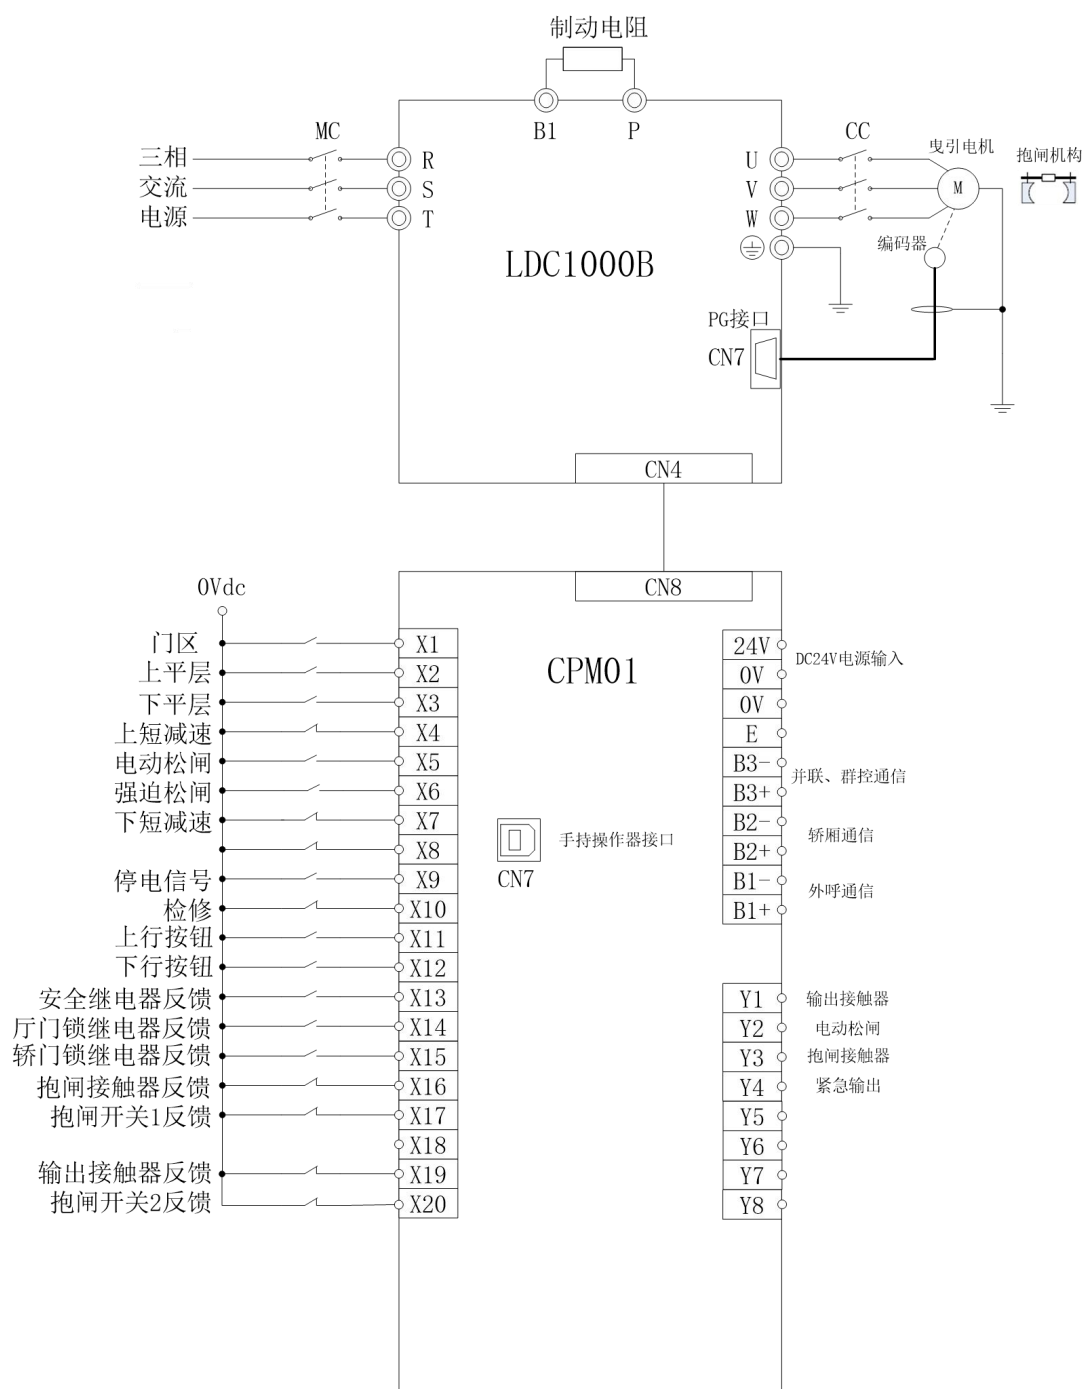 制动电阻
B1 P
MC
CC
三相
交流
电源
R
S
T
U
V
W
曳引电机
抱闸机构
M
编码器
LDC1000B
PG接口
CN7
CN4
0Vdc
CN8
CPM01
门区 X1
上平层 X2
下平层 X3
上短减速 X4
电动松闸 X5
强迫松闸 X6
下短减速 X7
X8
停电信号 X9
检修 X10
上行按钮 X11
下行按钮 X12
安全继电器反馈 X13
厅门锁继电器反馈 X14
轿门锁继电器反馈 X15
抱闸接触器反馈 X16
抱闸开关1反馈 X17
X18
输出接触器反馈 X19
抱闸开关2反馈 X20
手持操作器接口
CN7
24V
DC24V电源输入
0V
0V
E
B3-
并联、群控通信
B3+
B2-
轿厢通信
B2+
B1-
外呼通信
B1+
Y1 输出接触器
Y2 电动松闸
Y3 抱闸接触器
Y4 紧急输出
Y5
Y6
Y7
Y8